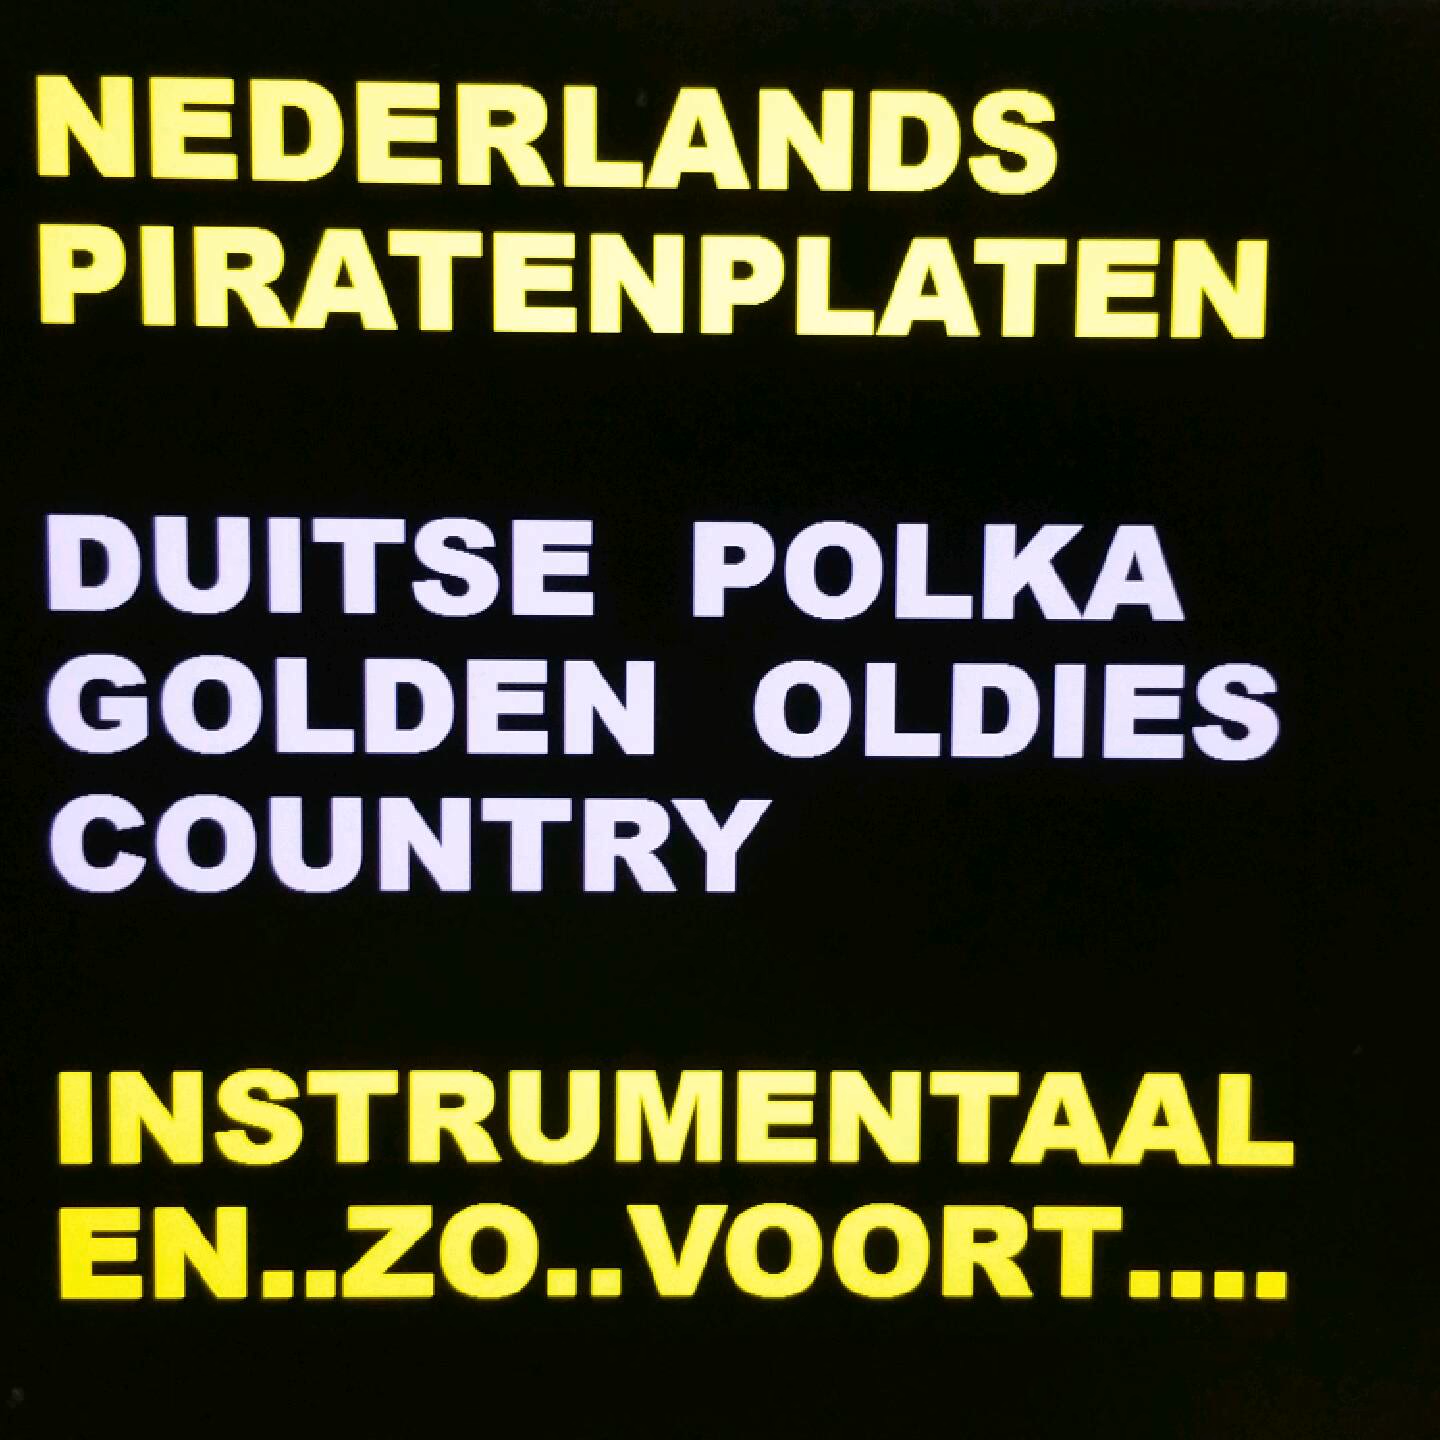 NEDERLANDS
PIRATENPLATEN
DUITSE POLKA
GOLDEN OLDIES
COUNTRY
INSTRUMENTAAL
EN..ZO..VOORT....